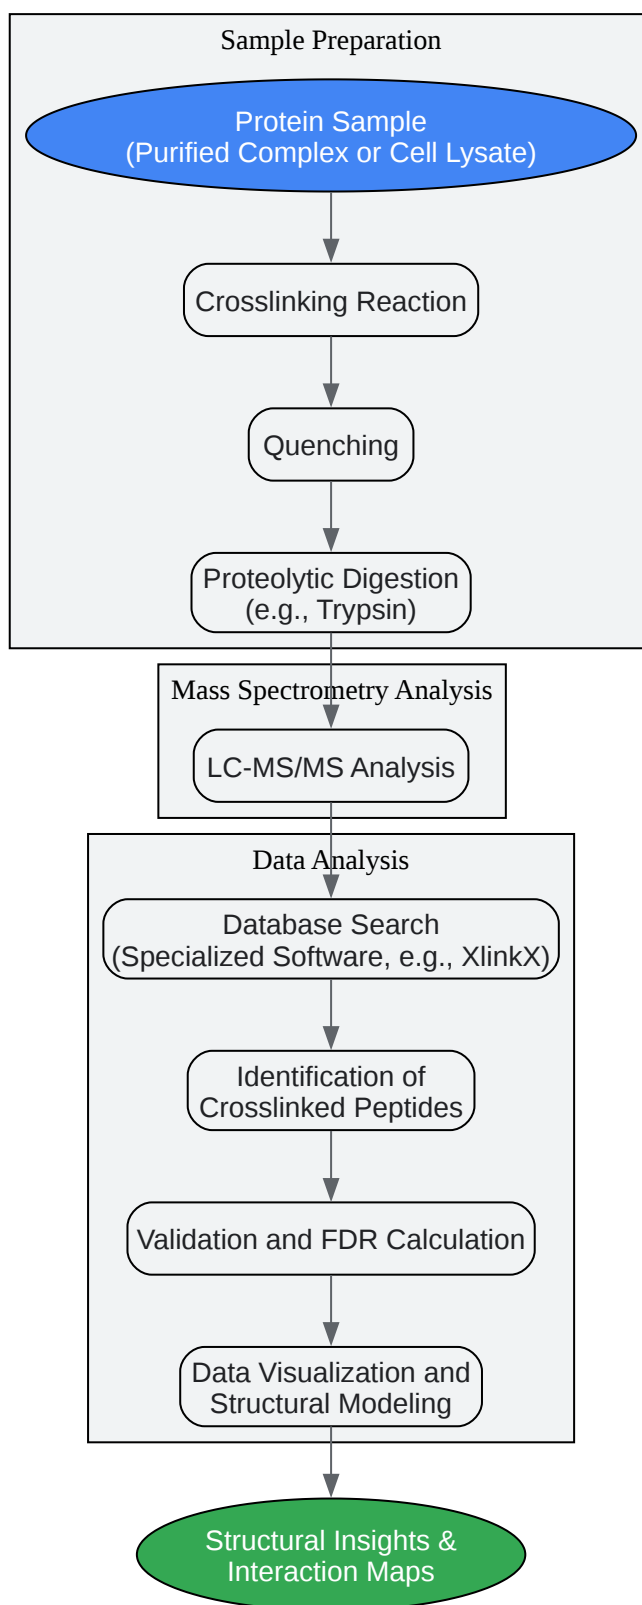 Sample Preparation
Protein Sample
(Purified Complex or Cell Lysate)
Crosslinking Reaction
Quenching
Proteolytic Digestion
(e.g., Trypsin)
Mass Spectrometry Analysis
LC-MS/MS Analysis
Data Analysis
Database Search
(Specialized Software, e.g., XlinkX)
Identification of
Crosslinked Peptides
Validation and FDR Calculation
Data Visualization and
Structural Modeling
Structural Insights &
Interaction Maps